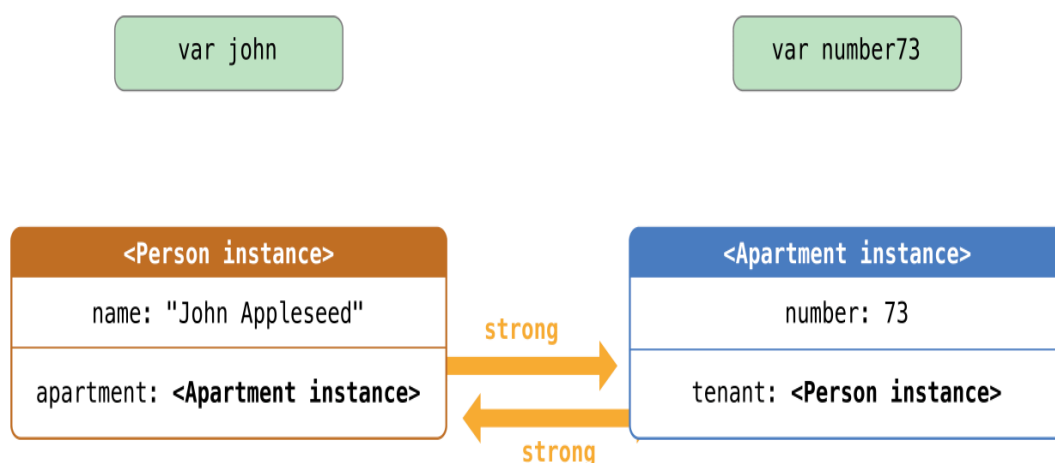 var john
var number73
<Person instance>
name: "John Appleseed"
apartment: <Apartment instance>
strong
strong
<Apartment instance>
number: 73
tenant: <Person instance>